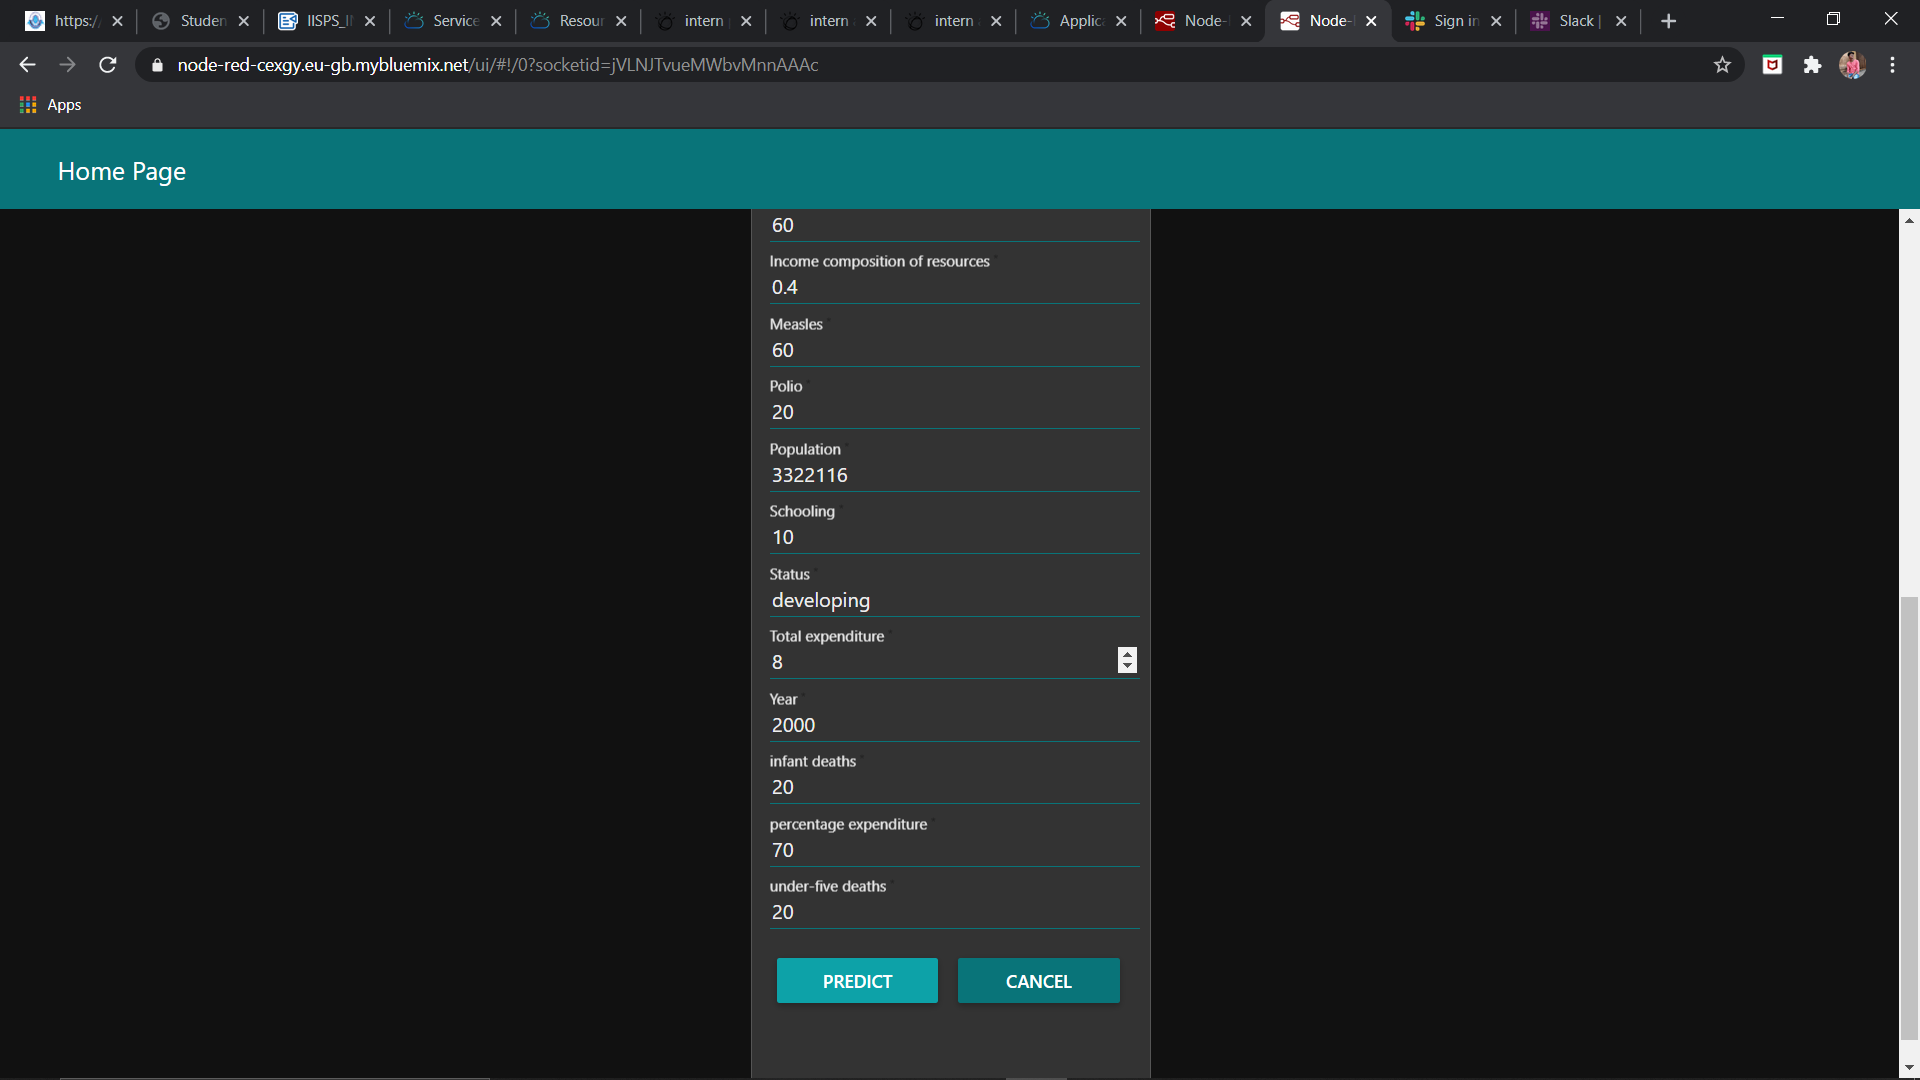 https:/
Studen
IISPS_I
Service
Resour
intern
intern
intern
Applica
Node-
Node-
Sign in
Slack |
node-red-cexgy.eu-gb.mybluemix.net/ui/#!/0?socketid=jVLNJTvueMWbvMnnAAAc
Apps
Home Page
60
Income composition of resources *
0.4
Measles *
60
Polio *
20
Population *
3322116
Schooling *
10
Status *
developing
Total expenditure *
8
Year *
2000
infant deaths *
20
percentage expenditure *
70
under-five deaths *
20
PREDICT
CANCEL